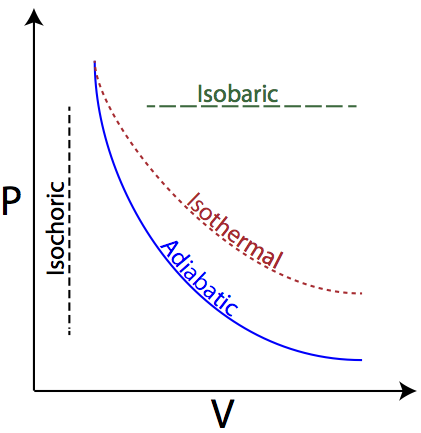 Isobaric
P
Isochoric
Isothermal
Adiabatic
V